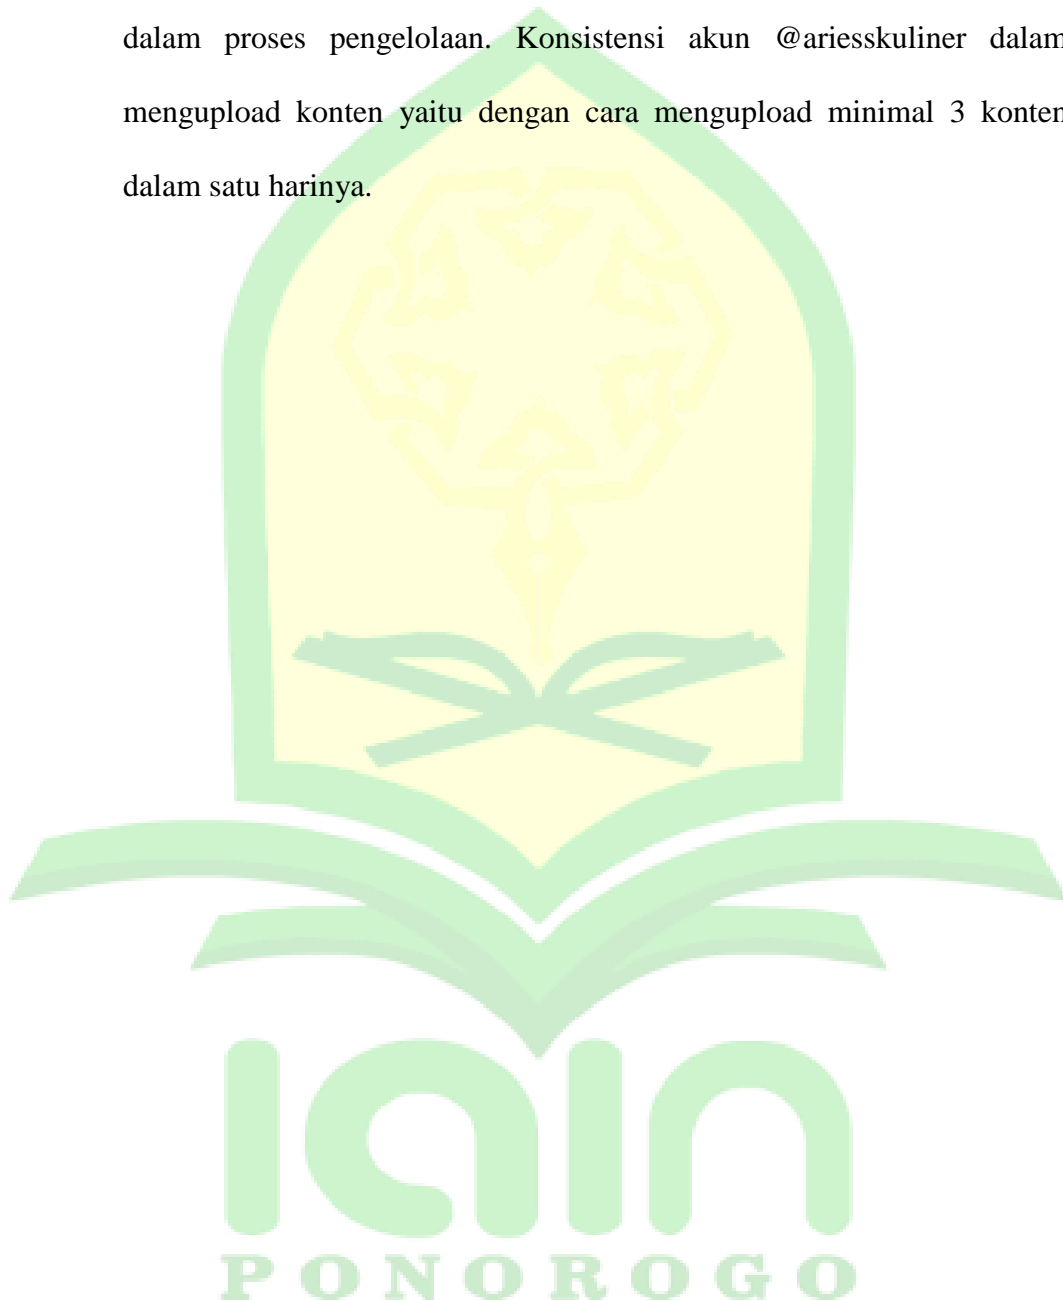 dalam proses pengelolaan. Konsistensi akun @ariesskuliner dalam
mengupload konten yaitu dengan cara mengupload minimal 3 konten
dalam satu harinya.
iain
PONOROGO